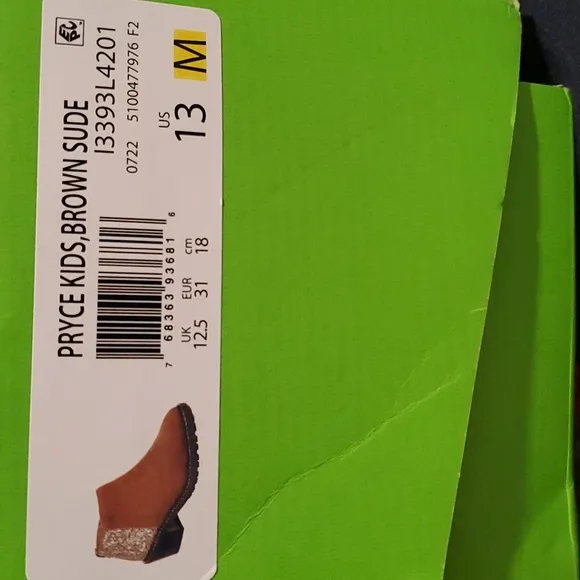 PRYCE KIDS,BROWN SUDE
I3393L4201
0722 5100477976 F2
7 68363 93681 6
US
13 M
UK EUR cm
12.5 31 18